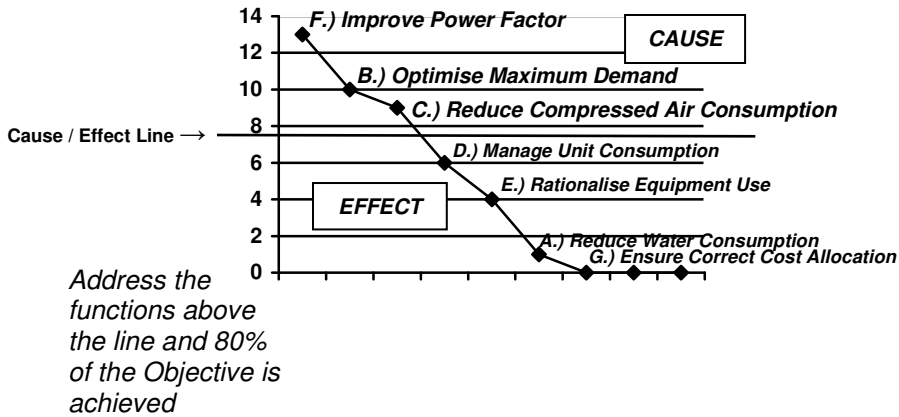 14
F.) Improve Power Factor
CAUSE
12
B.) Optimise Maximum Demand
10
C.) Reduce Compressed Air Consumption
8
Cause / Effect Line →
D.) Manage Unit Consumption
6
E.) Rationalise Equipment Use
4
EFFECT
2
A.) Reduce Water Consumption
G.) Ensure Correct Cost Allocation
0
Address the
functions above
the line and 80%
of the Objective is
achieved